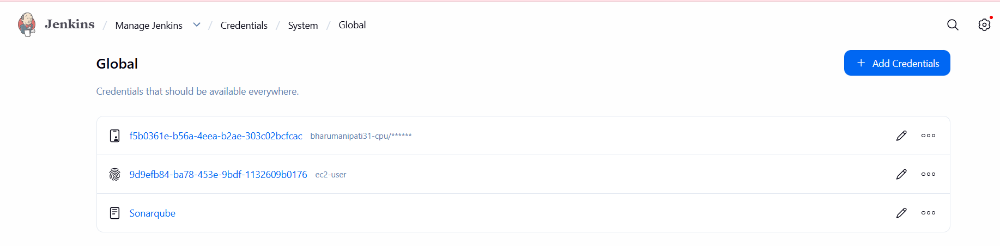 Jenkins / Manage Jenkins / Credentials / System / Global
Global
+ Add Credentials
Credentials that should be available everywhere.
f5b0361e-b56a-4eea-b2ae-303c02bcfcac bharumanipati31-cpu/******
9d9efb84-ba78-453e-9bdf-1132609b0176 ec2-user
Sonarqube